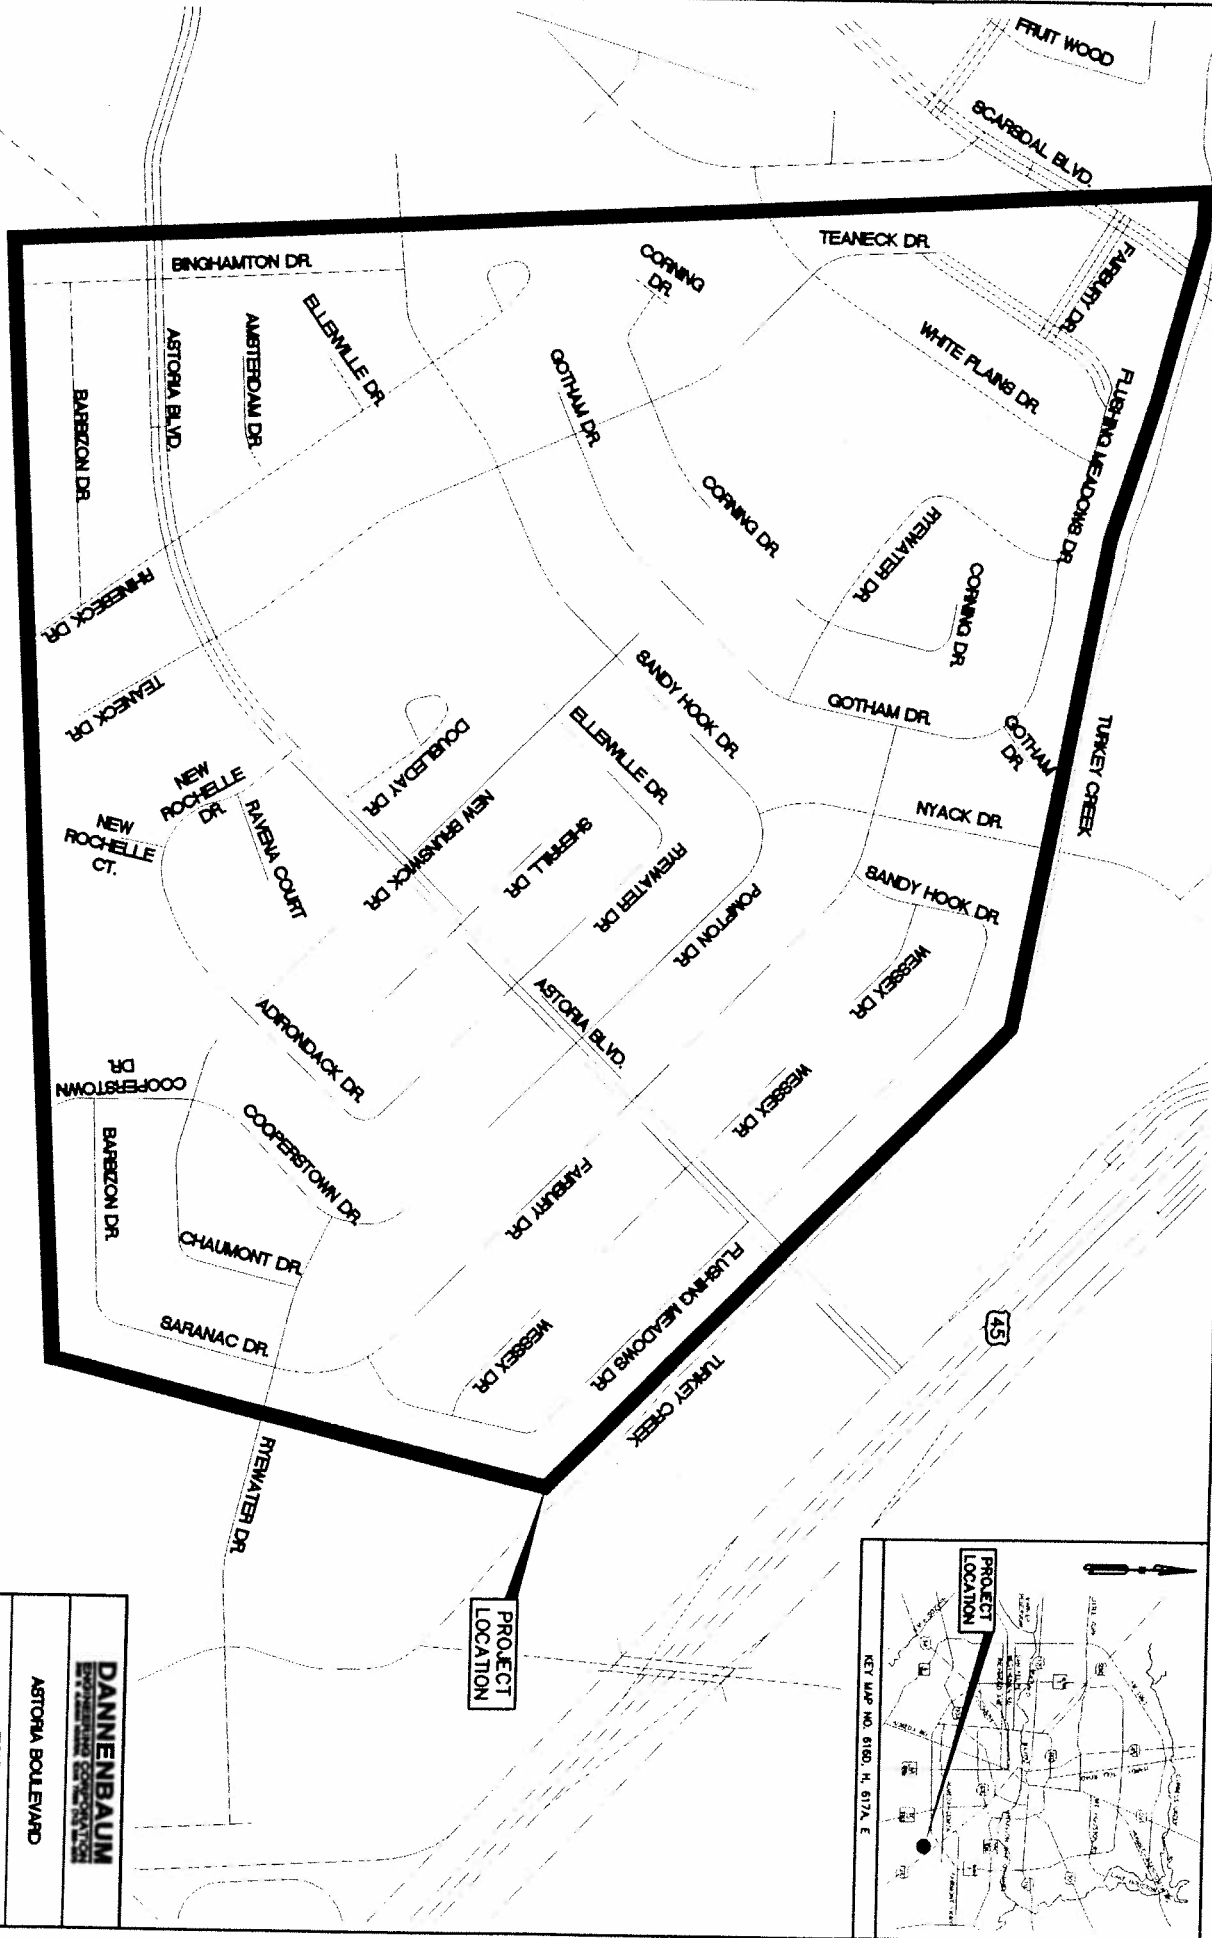 FRUIT WOOD
SCARSDAL BLVD.
TEANECK DR.
FAIRBURY DR.
BINGHAMTON DR.
CORNING
DR.
ELLENVILLE DR.
AMSTERDAM DR.
ASTORIA BLVD.
BARBIZON DR.
GOTHAM DR.
WHITE PLAINS DR.
FLUSHING MEADOWS DR.
CORNING DR.
RYEWATER DR.
CORNING DR.
RHINEBECK DR.
TEANECK DR.
SANDY HOOK DR.
GOTHAM DR.
GOTHAM
DR.
TURKEY CREEK
ELLENVILLE DR.
DOUBLEDAY DR.
NEW
ROCHELLE
DR.
NEW
ROCHELLE
CT.
RAVENA COURT
NEW BRUNSWICK DR.
SHERRILL DR.
RYEWATER DR.
NYACK DR.
SANDY HOOK DR.
POMPTON DR.
WESSEX DR.
ASTORIA BLVD.
ADIRONDACK DR.
COOPERSTOWN
DR.
WESSEX DR.
COOPERSTOWN DR.
BARBIZON DR.
FAIRBURY DR.
CHAUMONT DR.
FLUSHING MEADOWS DR.
SARANAC DR.
WESSEX DR.
45
TURKEY CREEK
RYEWATER DR.
PROJECT
LOCATION
PROJECT
LOCATION
KEY MAP NO. 616D, H, 617A, E
DANNENBAUM
ENGINEERING CORPORATION
ASTORIA BOULEVARD